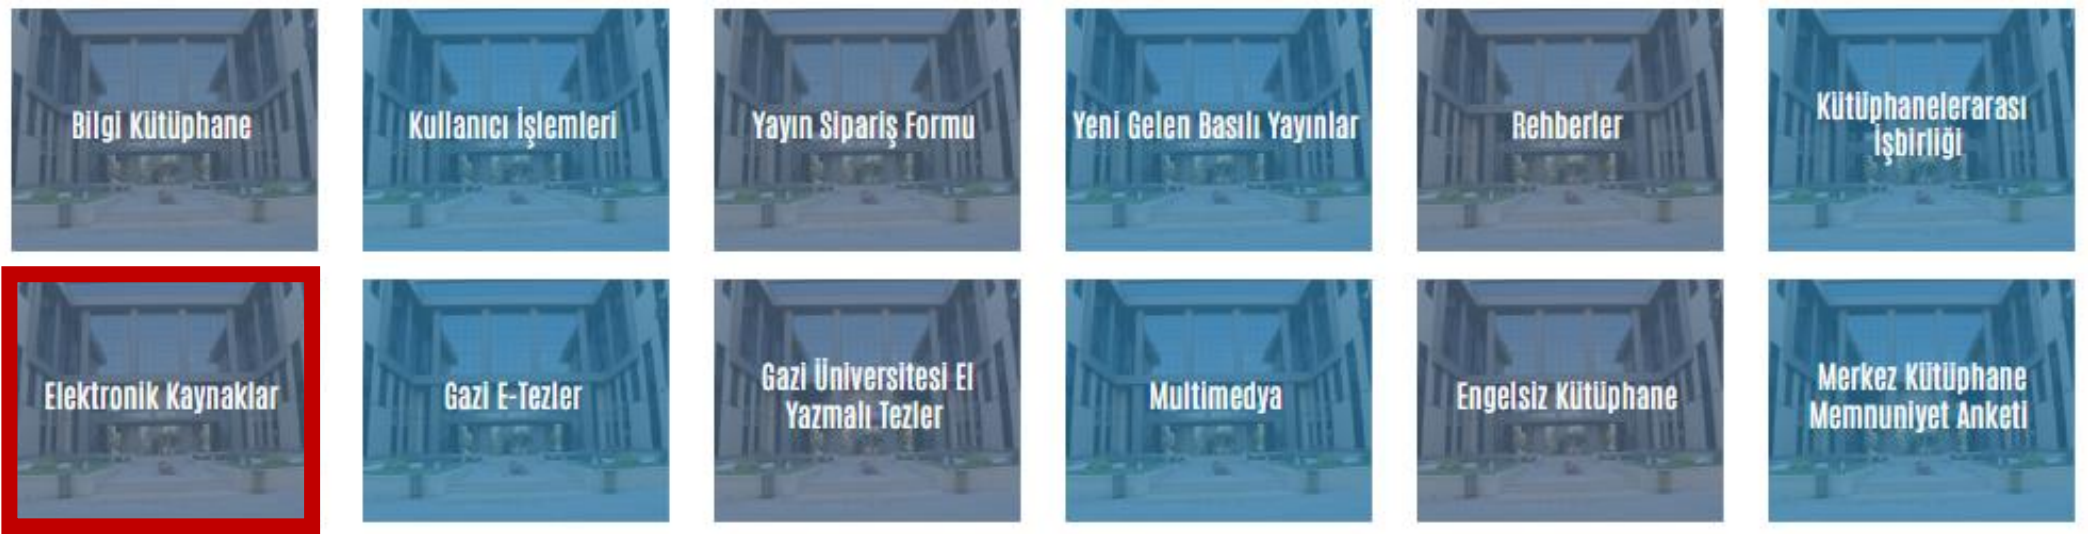 Bilgi Kütüphane
Kullanıcı İşlemleri
Yayın Sipariş Formu
Yeni Gelen Basılı Yayınlar
Rehberler
Kütüphanelerarası
İşbirliği
Elektronik Kaynaklar
Gazi E-Tezler
Gazi Üniversitesi El
Yazmalı Tezler
Multimedya
Engelsiz Kütüphane
Merkez Kütüphane
Memnuniyet Anketi